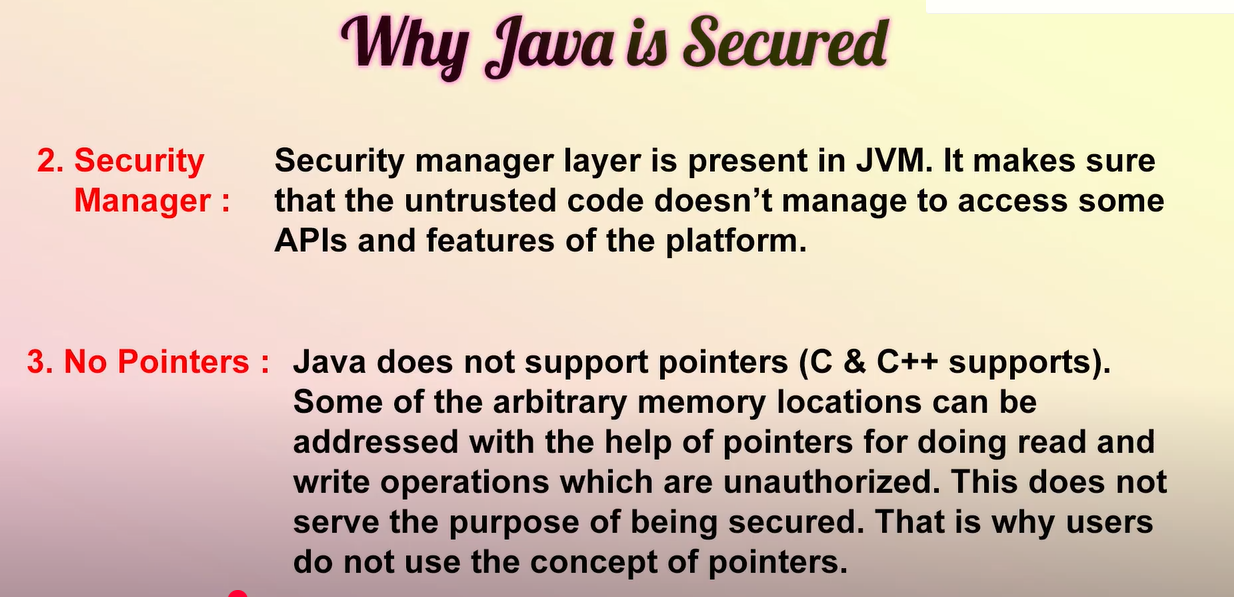 Why Java is Secured
2. Security
Manager :
Security manager layer is present in JVM. It makes sure
that the untrusted code doesn’t manage to access some
APIs and features of the platform.
3. No Pointers :
Java does not support pointers (C & C++ supports).
Some of the arbitrary memory locations can be
addressed with the help of pointers for doing read and
write operations which are unauthorized. This does not
serve the purpose of being secured. That is why users
do not use the concept of pointers.